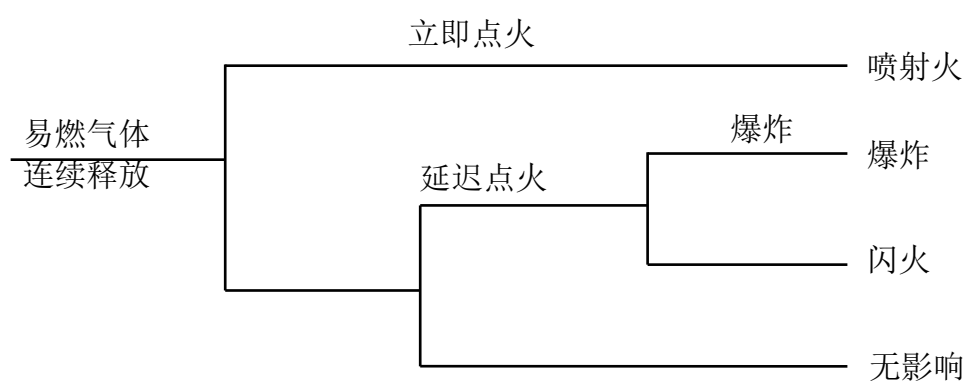 立即点火
喷射火
易燃气体
连续释放
爆炸
爆炸
延迟点火
闪火
无影响